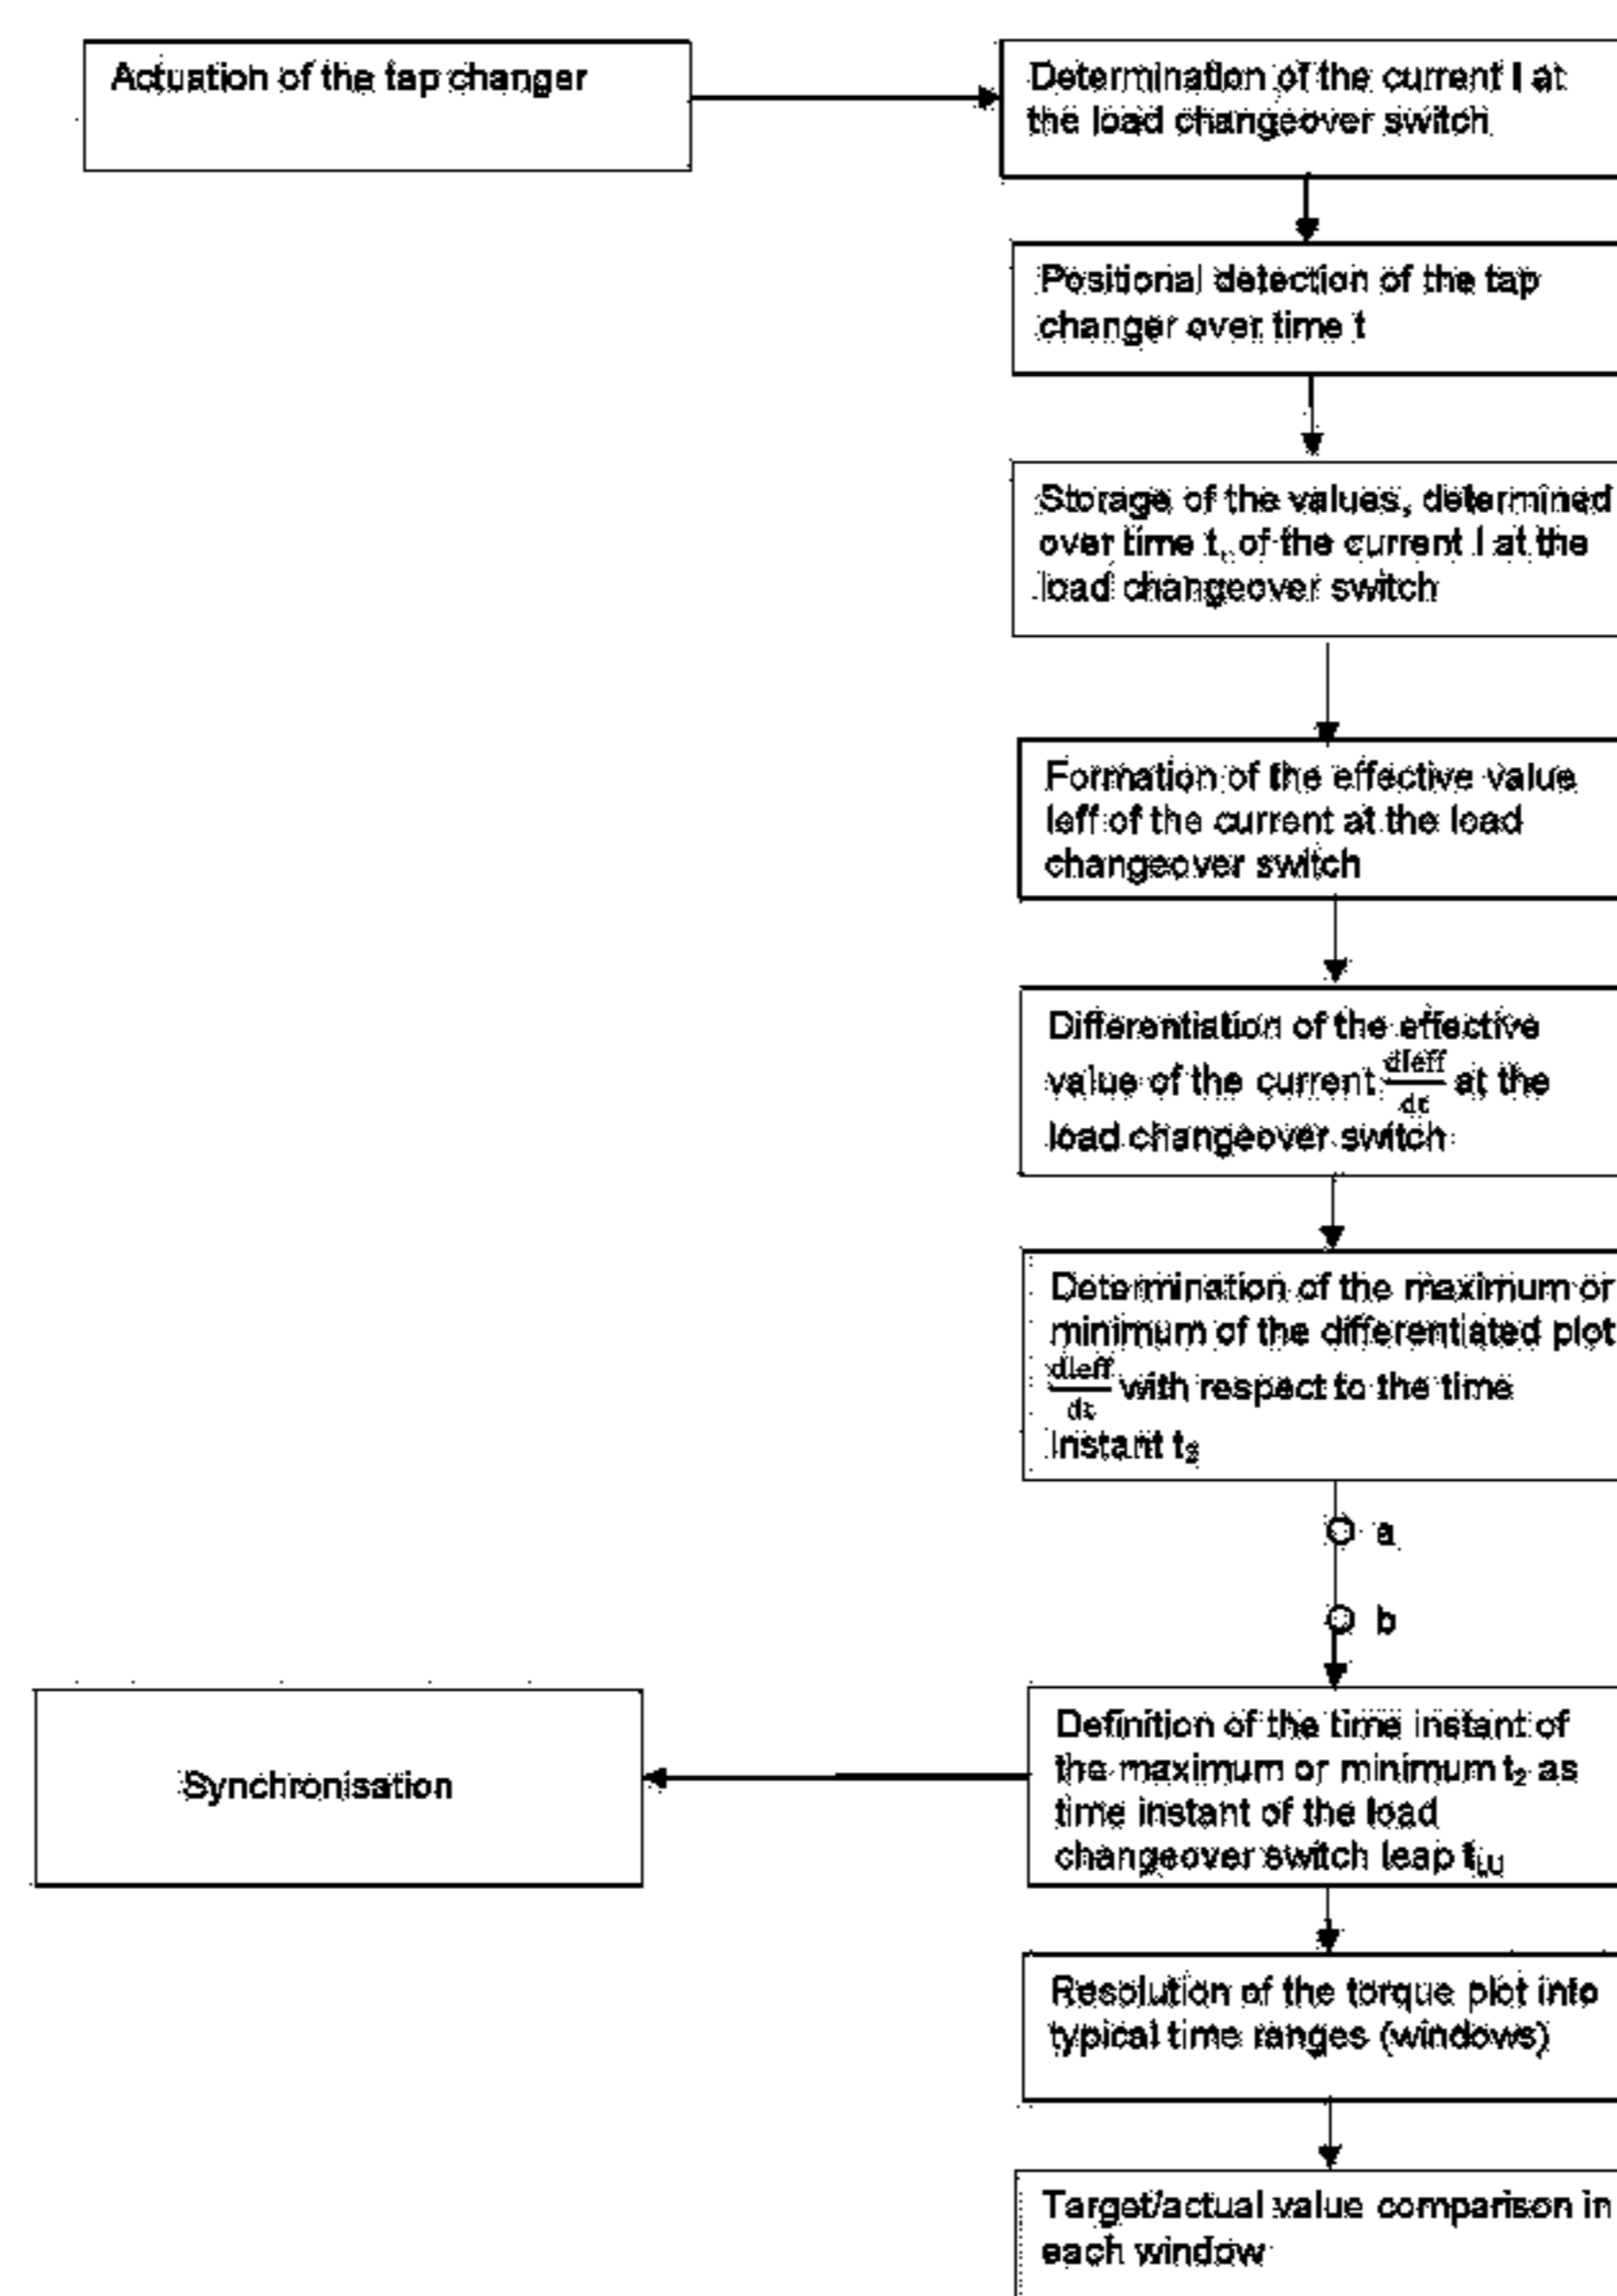 Actuation of the tap changer
Determination of the current I at
the load changeover switch
Positional detection of the tap
changer over time t
Storage of the values, determined
over time t, of the current I at the
load changeover switch
Formation of the effective value
Ieff of the current at the load
changeover switch
Differentiation of the effective
value of the current dIeff/dt at the
load changeover switch
Determination of the maximum or
minimum of the differentiated plot
dIeff/dt with respect to the time
instant t₂
a
b
Definition of the time instant of
the maximum or minimum t₂ as
time instant of the load
changeover switch leap tLU
Synchronisation
Resolution of the torque plot into
typical time ranges (windows)
Target/actual value comparison in
each window